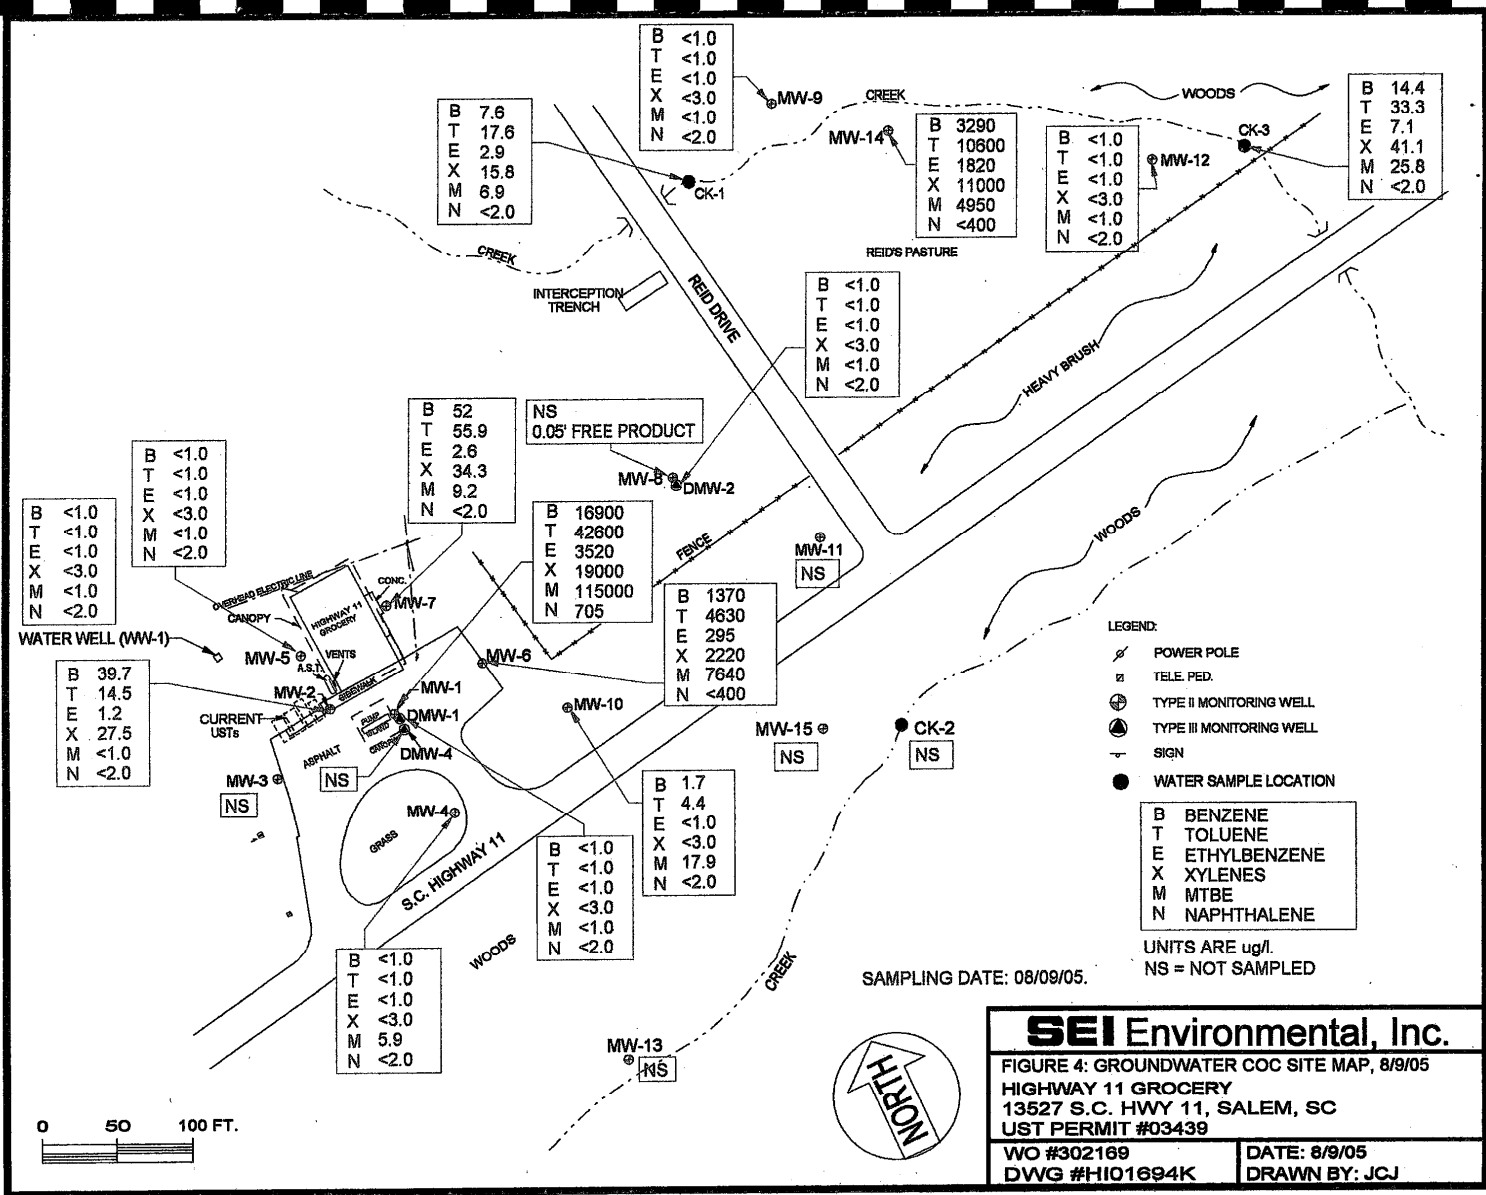 B <1.0
T <1.0
E <1.0
X <3.0
M <1.0
N <2.0
MW-9
CREEK
WOODS
B 14.4
T 33.3
E 7.1
X 41.1
M 25.8
N <2.0
CK-3
B 7.6
T 17.6
E 2.9
X 15.8
M 6.9
N <2.0
CK-1
MW-14
B 3290
T 10600
E 1820
X 11000
M 4950
N <400
B <1.0
T <1.0
E <1.0
X <3.0
M <1.0
N <2.0
MW-12
REID'S PASTURE
CREEK
INTERCEPTION
TRENCH
REID DRIVE
B <1.0
T <1.0
E <1.0
X <3.0
M <1.0
N <2.0
HEAVY BRUSH
B 52
T 55.9
E 2.6
X 34.3
M 9.2
N <2.0
NS
0.05' FREE PRODUCT
MW-8
DMW-2
B <1.0
T <1.0
E <1.0
X <3.0
M <1.0
N <2.0
B <1.0
T <1.0
E <1.0
X <3.0
M <1.0
N <2.0
B 16900
T 42600
E 3520
X 19000
M 115000
N 705
FENCE
MW-11
NS
WOODS
OVERHEAD ELECTRIC LINE
CONC.
CANOPY
HIGHWAY 11
GROCERY
MW-7
B 1370
T 4630
E 295
X 2220
M 7640
N <400
WATER WELL (WW-1)
MW-5
A.S.T.
VENTS
MW-6
B 39.7
T 14.5
E 1.2
X 27.5
M <1.0
N <2.0
MW-2
SIDEWALK
MW-1
CURRENT
USTs
PUMP
ISLAND
CANOPY
DMW-1
MW-10
ASPHALT
DMW-4
NS
MW-15
NS
CK-2
NS
MW-3
NS
MW-4
GRASS
S.C. HIGHWAY 11
B 1.7
T 4.4
E <1.0
X <3.0
M 17.9
N <2.0
B <1.0
T <1.0
E <1.0
X <3.0
M <1.0
N <2.0
B <1.0
T <1.0
E <1.0
X <3.0
M 5.9
N <2.0
WOODS
CREEK
MW-13
NS
LEGEND:
POWER POLE
TELE. PED.
TYPE II MONITORING WELL
TYPE III MONITORING WELL
SIGN
WATER SAMPLE LOCATION
B BENZENE
T TOLUENE
E ETHYLBENZENE
X XYLENES
M MTBE
N NAPHTHALENE
UNITS ARE ug/l.
NS = NOT SAMPLED
SAMPLING DATE: 08/09/05.
NORTH
0 50 100 FT.
SEI Environmental, Inc.
FIGURE 4: GROUNDWATER COC SITE MAP, 8/9/05
HIGHWAY 11 GROCERY
13527 S.C. HWY 11, SALEM, SC
UST PERMIT #03439
WO #302169
DWG #HI01694K
DATE: 8/9/05
DRAWN BY: JCJ